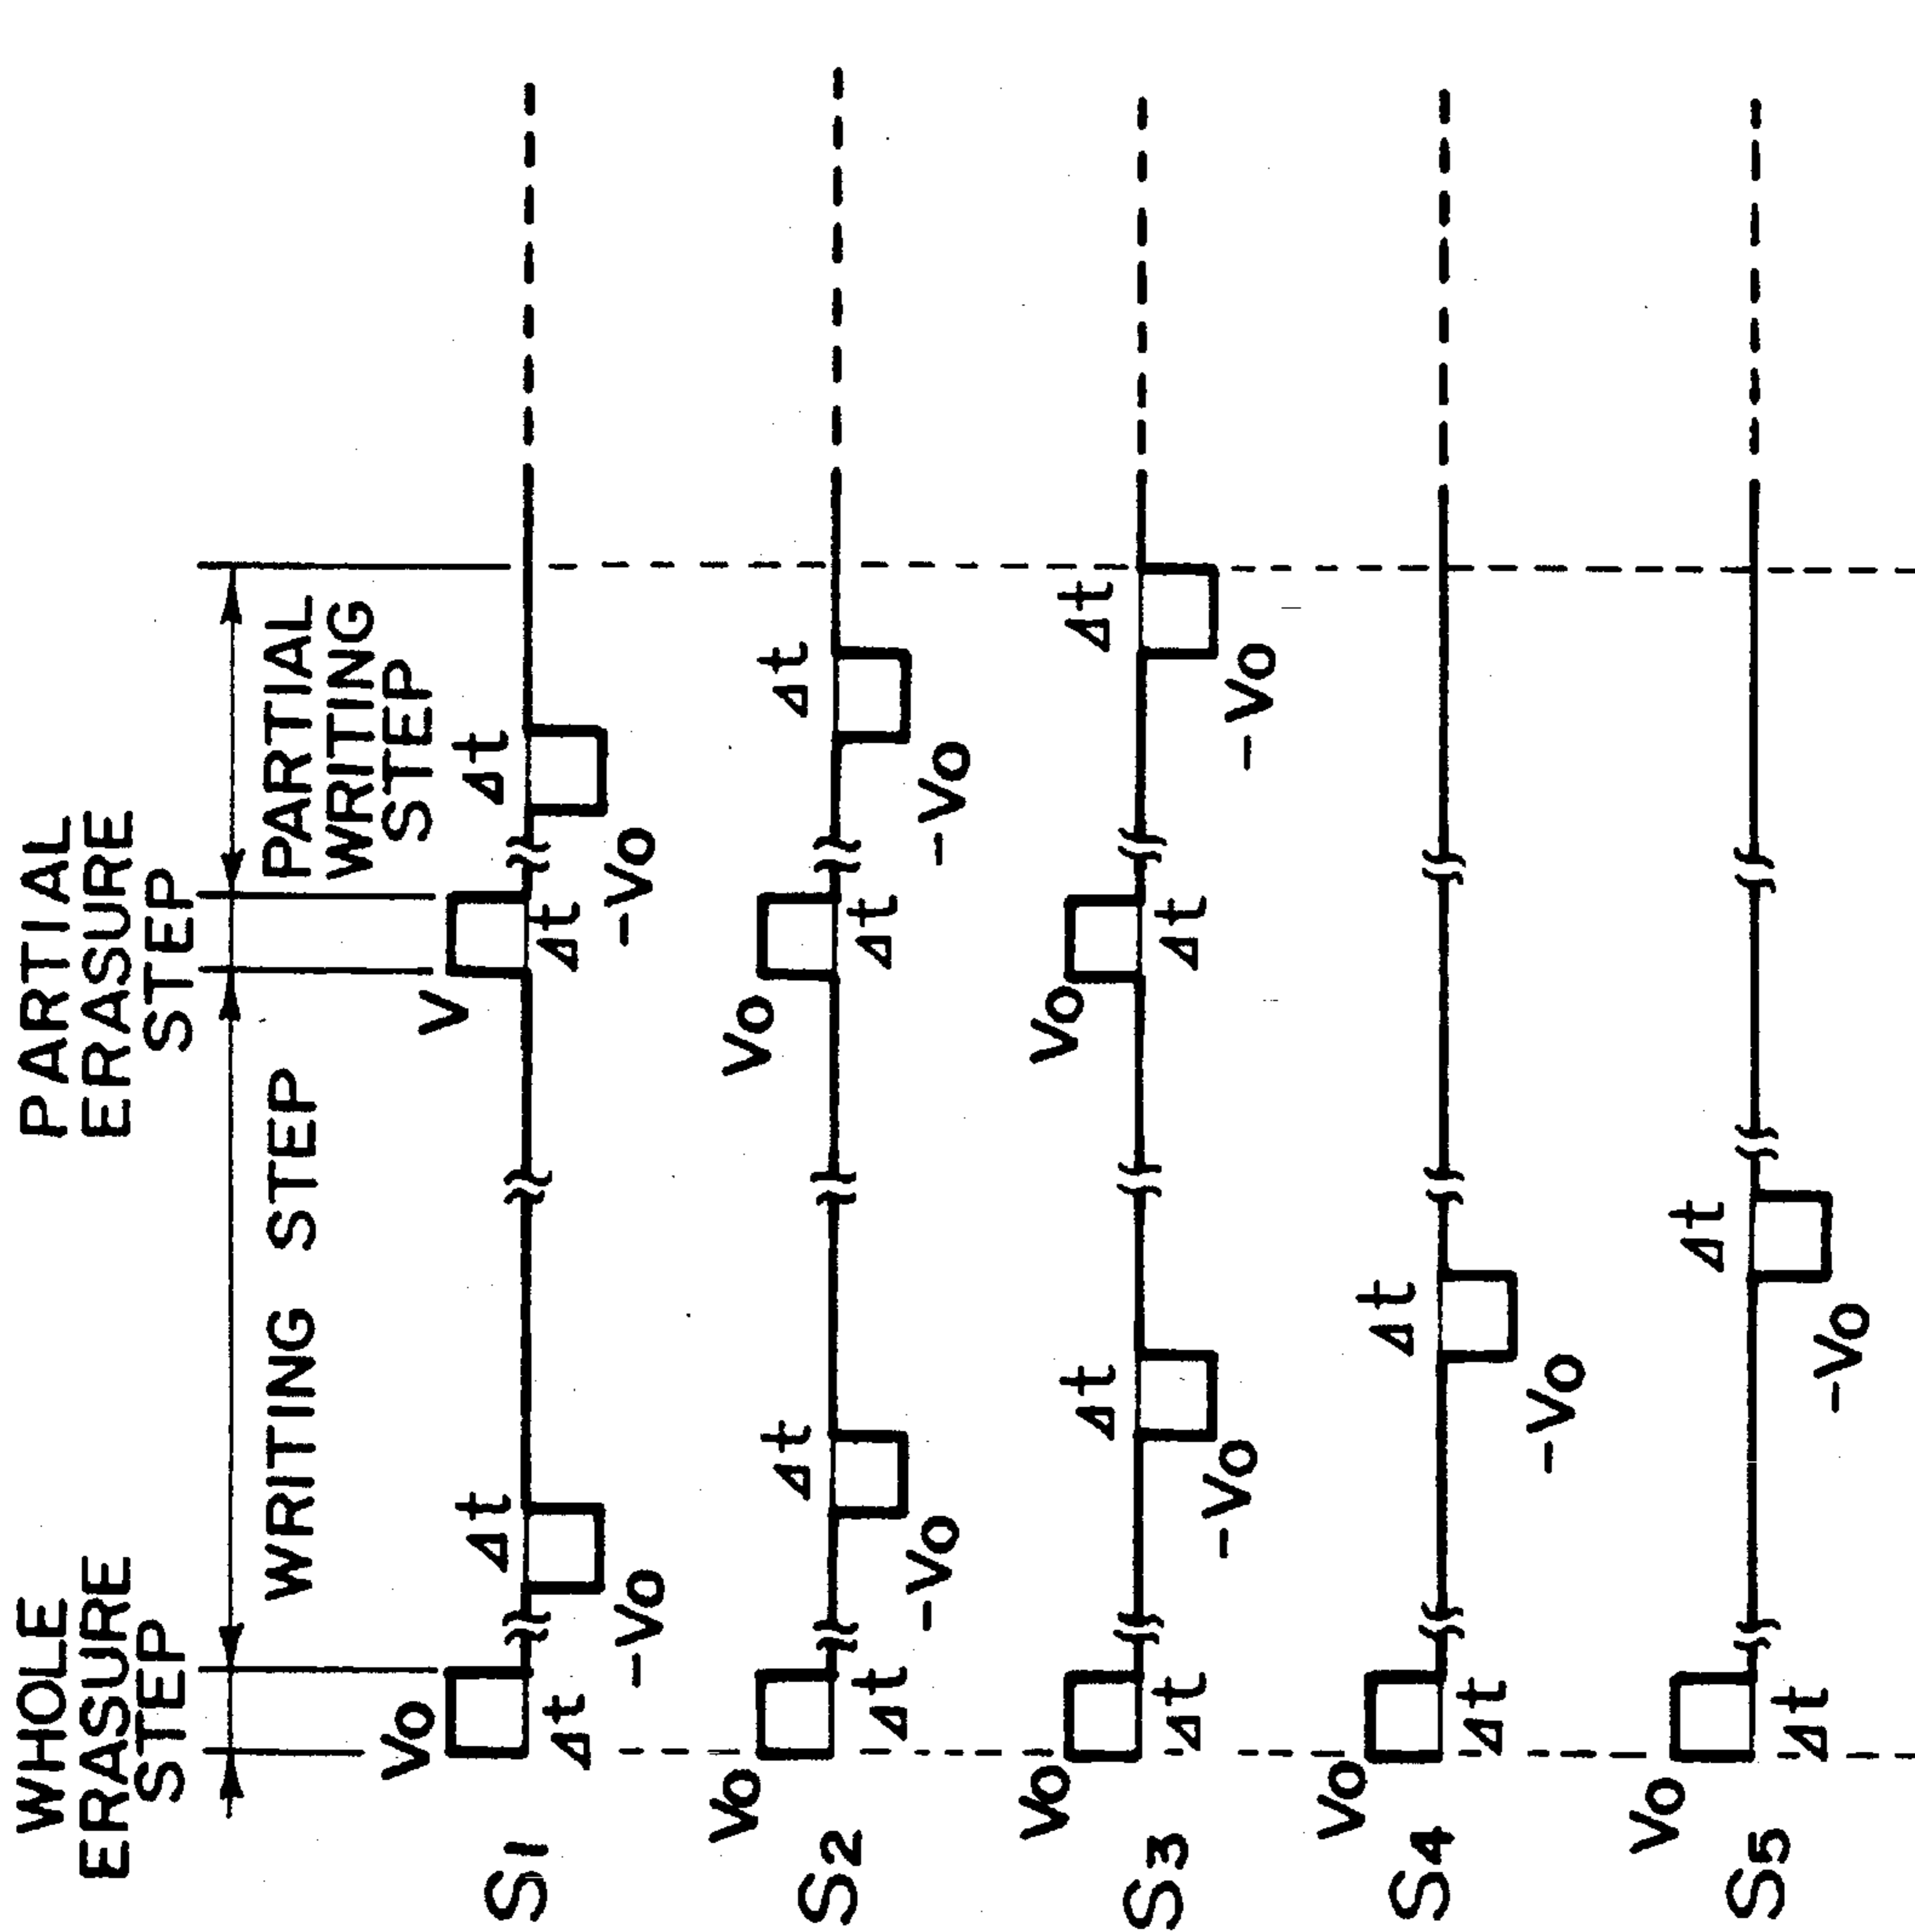 WHOLE
ERASURE
STEP
WRITING STEP
PARTIAL
ERASURE
STEP
PARTIAL
WRITING
STEP
S1
Vo
Δt
Δt
-Vo
V
Δt
Δt
-Vo
S2
Vo
Δt
Δt
-Vo
Vo
Δt
Δt
-Vo
S3
Vo
Δt
Δt
-Vo
Vo
Δt
Δt
-Vo
S4
Vo
Δt
Δt
-Vo
S5
Vo
Δt
Δt
-Vo